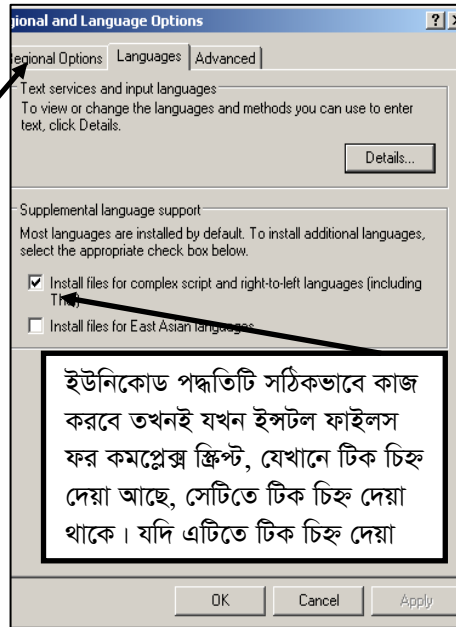 gional and Language Options
Regional Options Languages Advanced
Text services and input languages
To view or change the languages and methods you can use to enter
text, click Details.
Details...
Supplemental language support
Most languages are installed by default. To install additional languages,
select the appropriate check box below.
Install files for complex script and right-to-left languages (including
Install files for East Asian languages
ইউনিকোড পদ্ধতিটি সঠিকভাবে কাজ
করবে তখনই যখন ইন্সটল ফাইলস
ফর কমপ্লেক্স স্ক্রিপ্ট, যেখানে টিক চিহ্ন
দেয়া আছে, সেটিতে টিক চিহ্ন দেয়া
থাকে। যদি এটিতে টিক চিহ্ন দেয়া
OK Cancel Apply